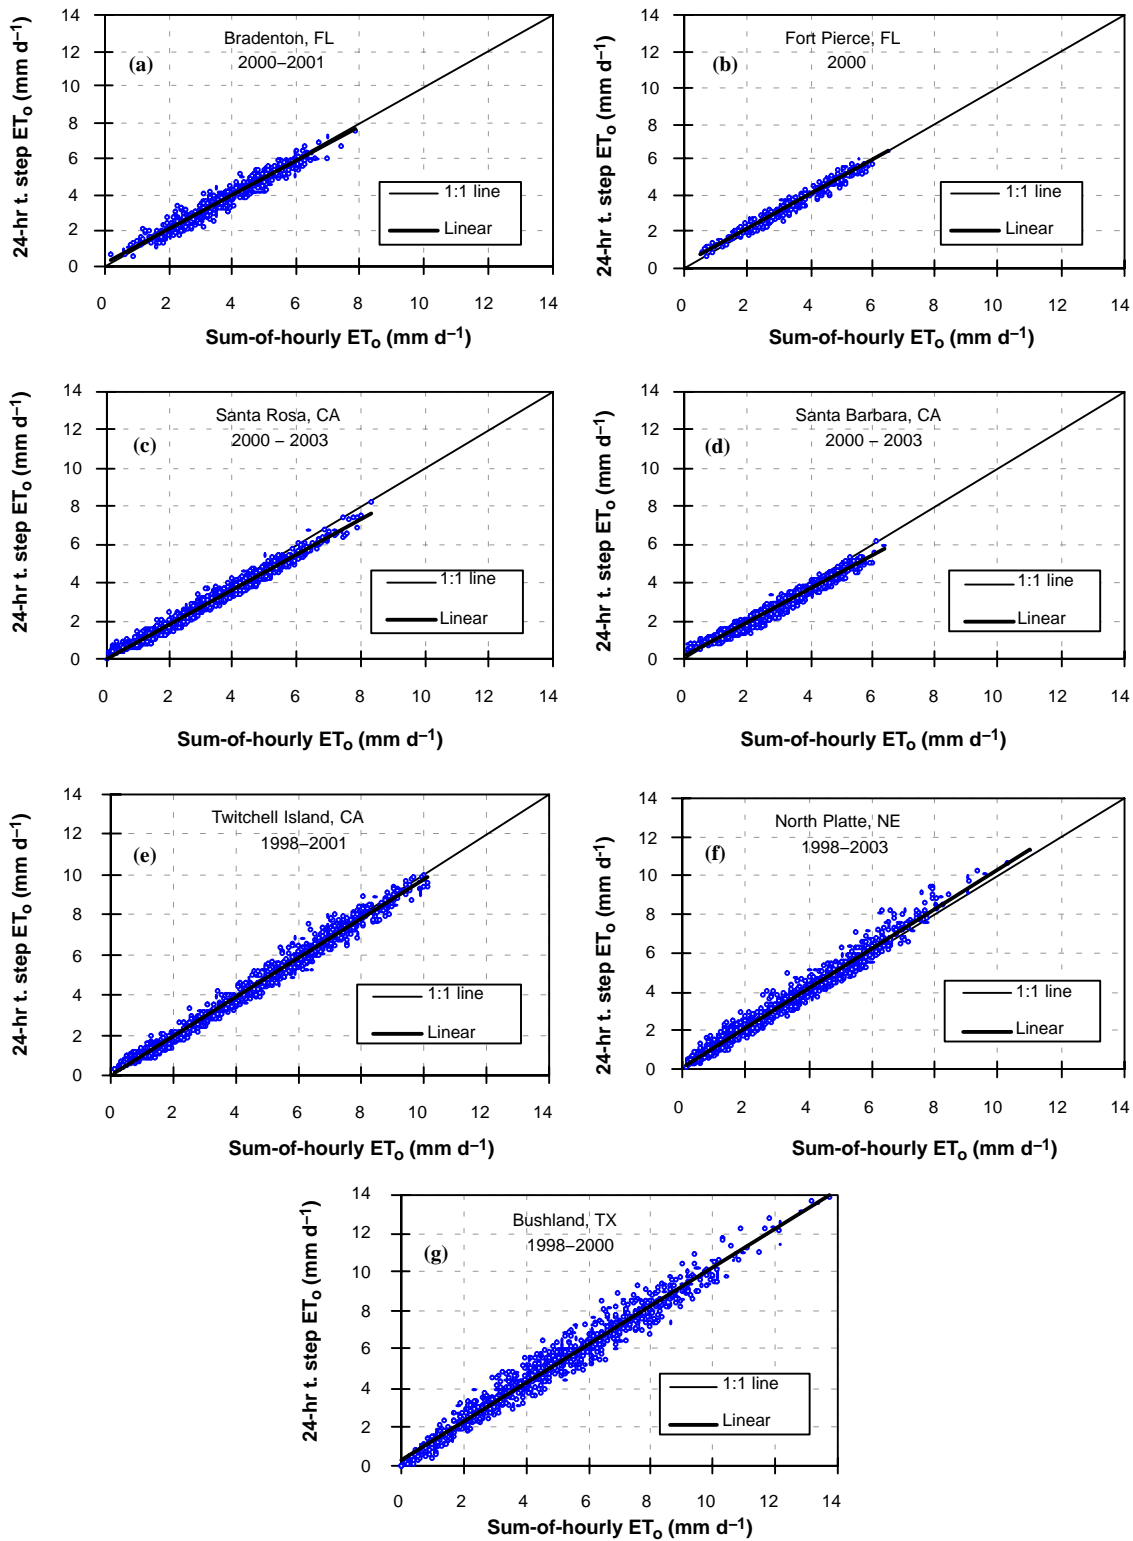 (a)
Bradenton, FL
2000–2001
24-hr t. step ETo (mm d–1)
14
12
10
8
6
4
2
0
1:1 line
Linear
0 2 4 6 8 10 12 14
Sum-of-hourly ETo (mm d–1)
(b)
Fort Pierce, FL
2000
24-hr t. step ETo (mm d–1)
14
12
10
8
6
4
2
0
1:1 line
Linear
0 2 4 6 8 10 12 14
Sum-of-hourly ETo (mm d–1)
(c)
Santa Rosa, CA
2000 – 2003
24-hr t. step ETo (mm d–1)
14
12
10
8
6
4
2
0
1:1 line
Linear
0 2 4 6 8 10 12 14
Sum-of-hourly ETo (mm d–1)
(d)
Santa Barbara, CA
2000 – 2003
24-hr t. step ETo (mm d–1)
14
12
10
8
6
4
2
0
1:1 line
Linear
0 2 4 6 8 10 12 14
Sum-of-hourly ETo (mm d–1)
(e)
Twitchell Island, CA
1998–2001
24-hr t. step ETo (mm d–1)
14
12
10
8
6
4
2
0
1:1 line
Linear
0 2 4 6 8 10 12 14
Sum-of-hourly ETo (mm d–1)
(f)
North Platte, NE
1998–2003
24-hr t. step ETo (mm d-1)
14
12
10
8
6
4
2
0
1:1 line
Linear
0 2 4 6 8 10 12 14
Sum-of-hourly ETo (mm d–1)
(g)
Bushland, TX
1998–2000
24-hr t. step ETo (mm d–1)
14
12
10
8
6
4
2
0
1:1 line
Linear
0 2 4 6 8 10 12 14
Sum-of-hourly ETo (mm d–1)